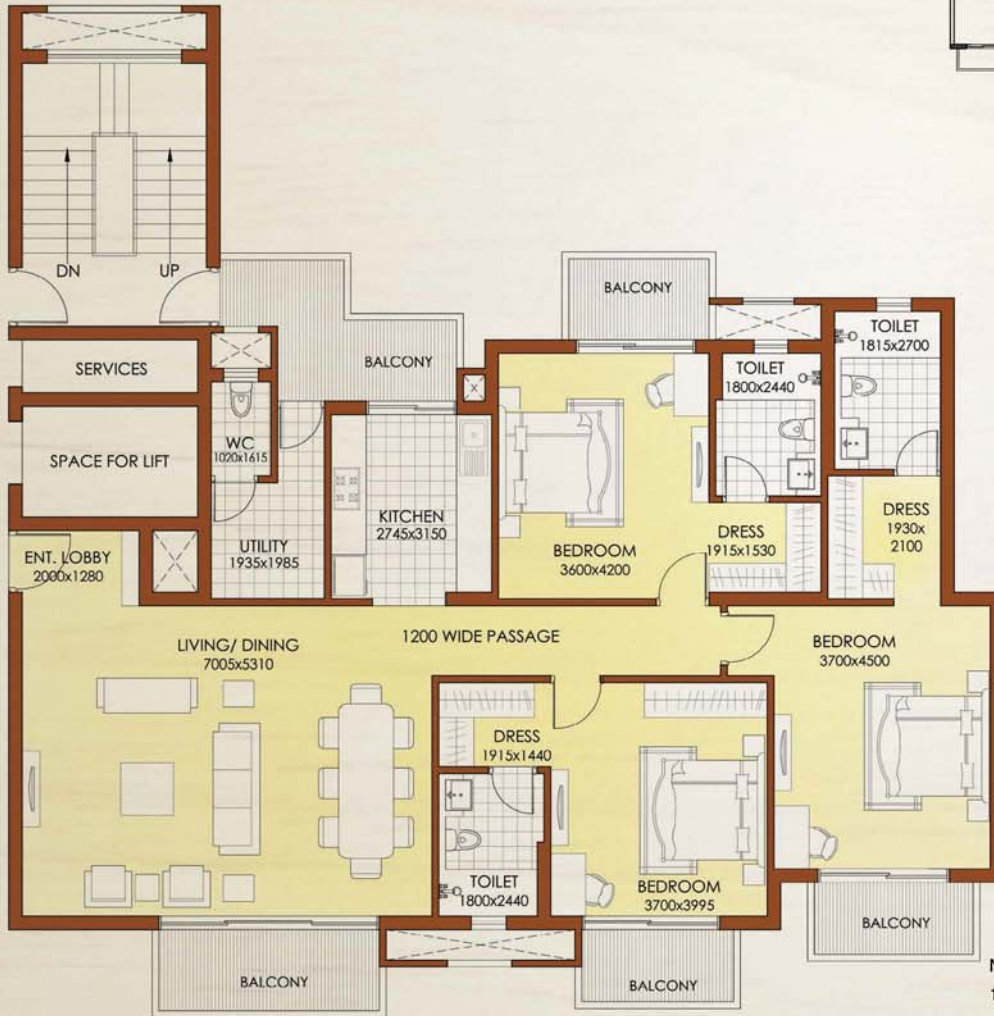 DN
UP
BALCONY
SERVICES
BALCONY
TOILET
1815x2700
TOILET
1800x2440
WC
1020x1615
SPACE FOR LIFT
KITCHEN
2745x3150
DRESS
1930x
2100
DRESS
1915x1530
UTILITY
1935x1985
BEDROOM
3600x4200
ENT. LOBBY
2000x1280
LIVING/ DINING
7005x5310
1200 WIDE PASSAGE
BEDROOM
3700x4500
DRESS
1915x1440
TOILET
1800x2440
BEDROOM
3700x3995
BALCONY
BALCONY
BALCONY